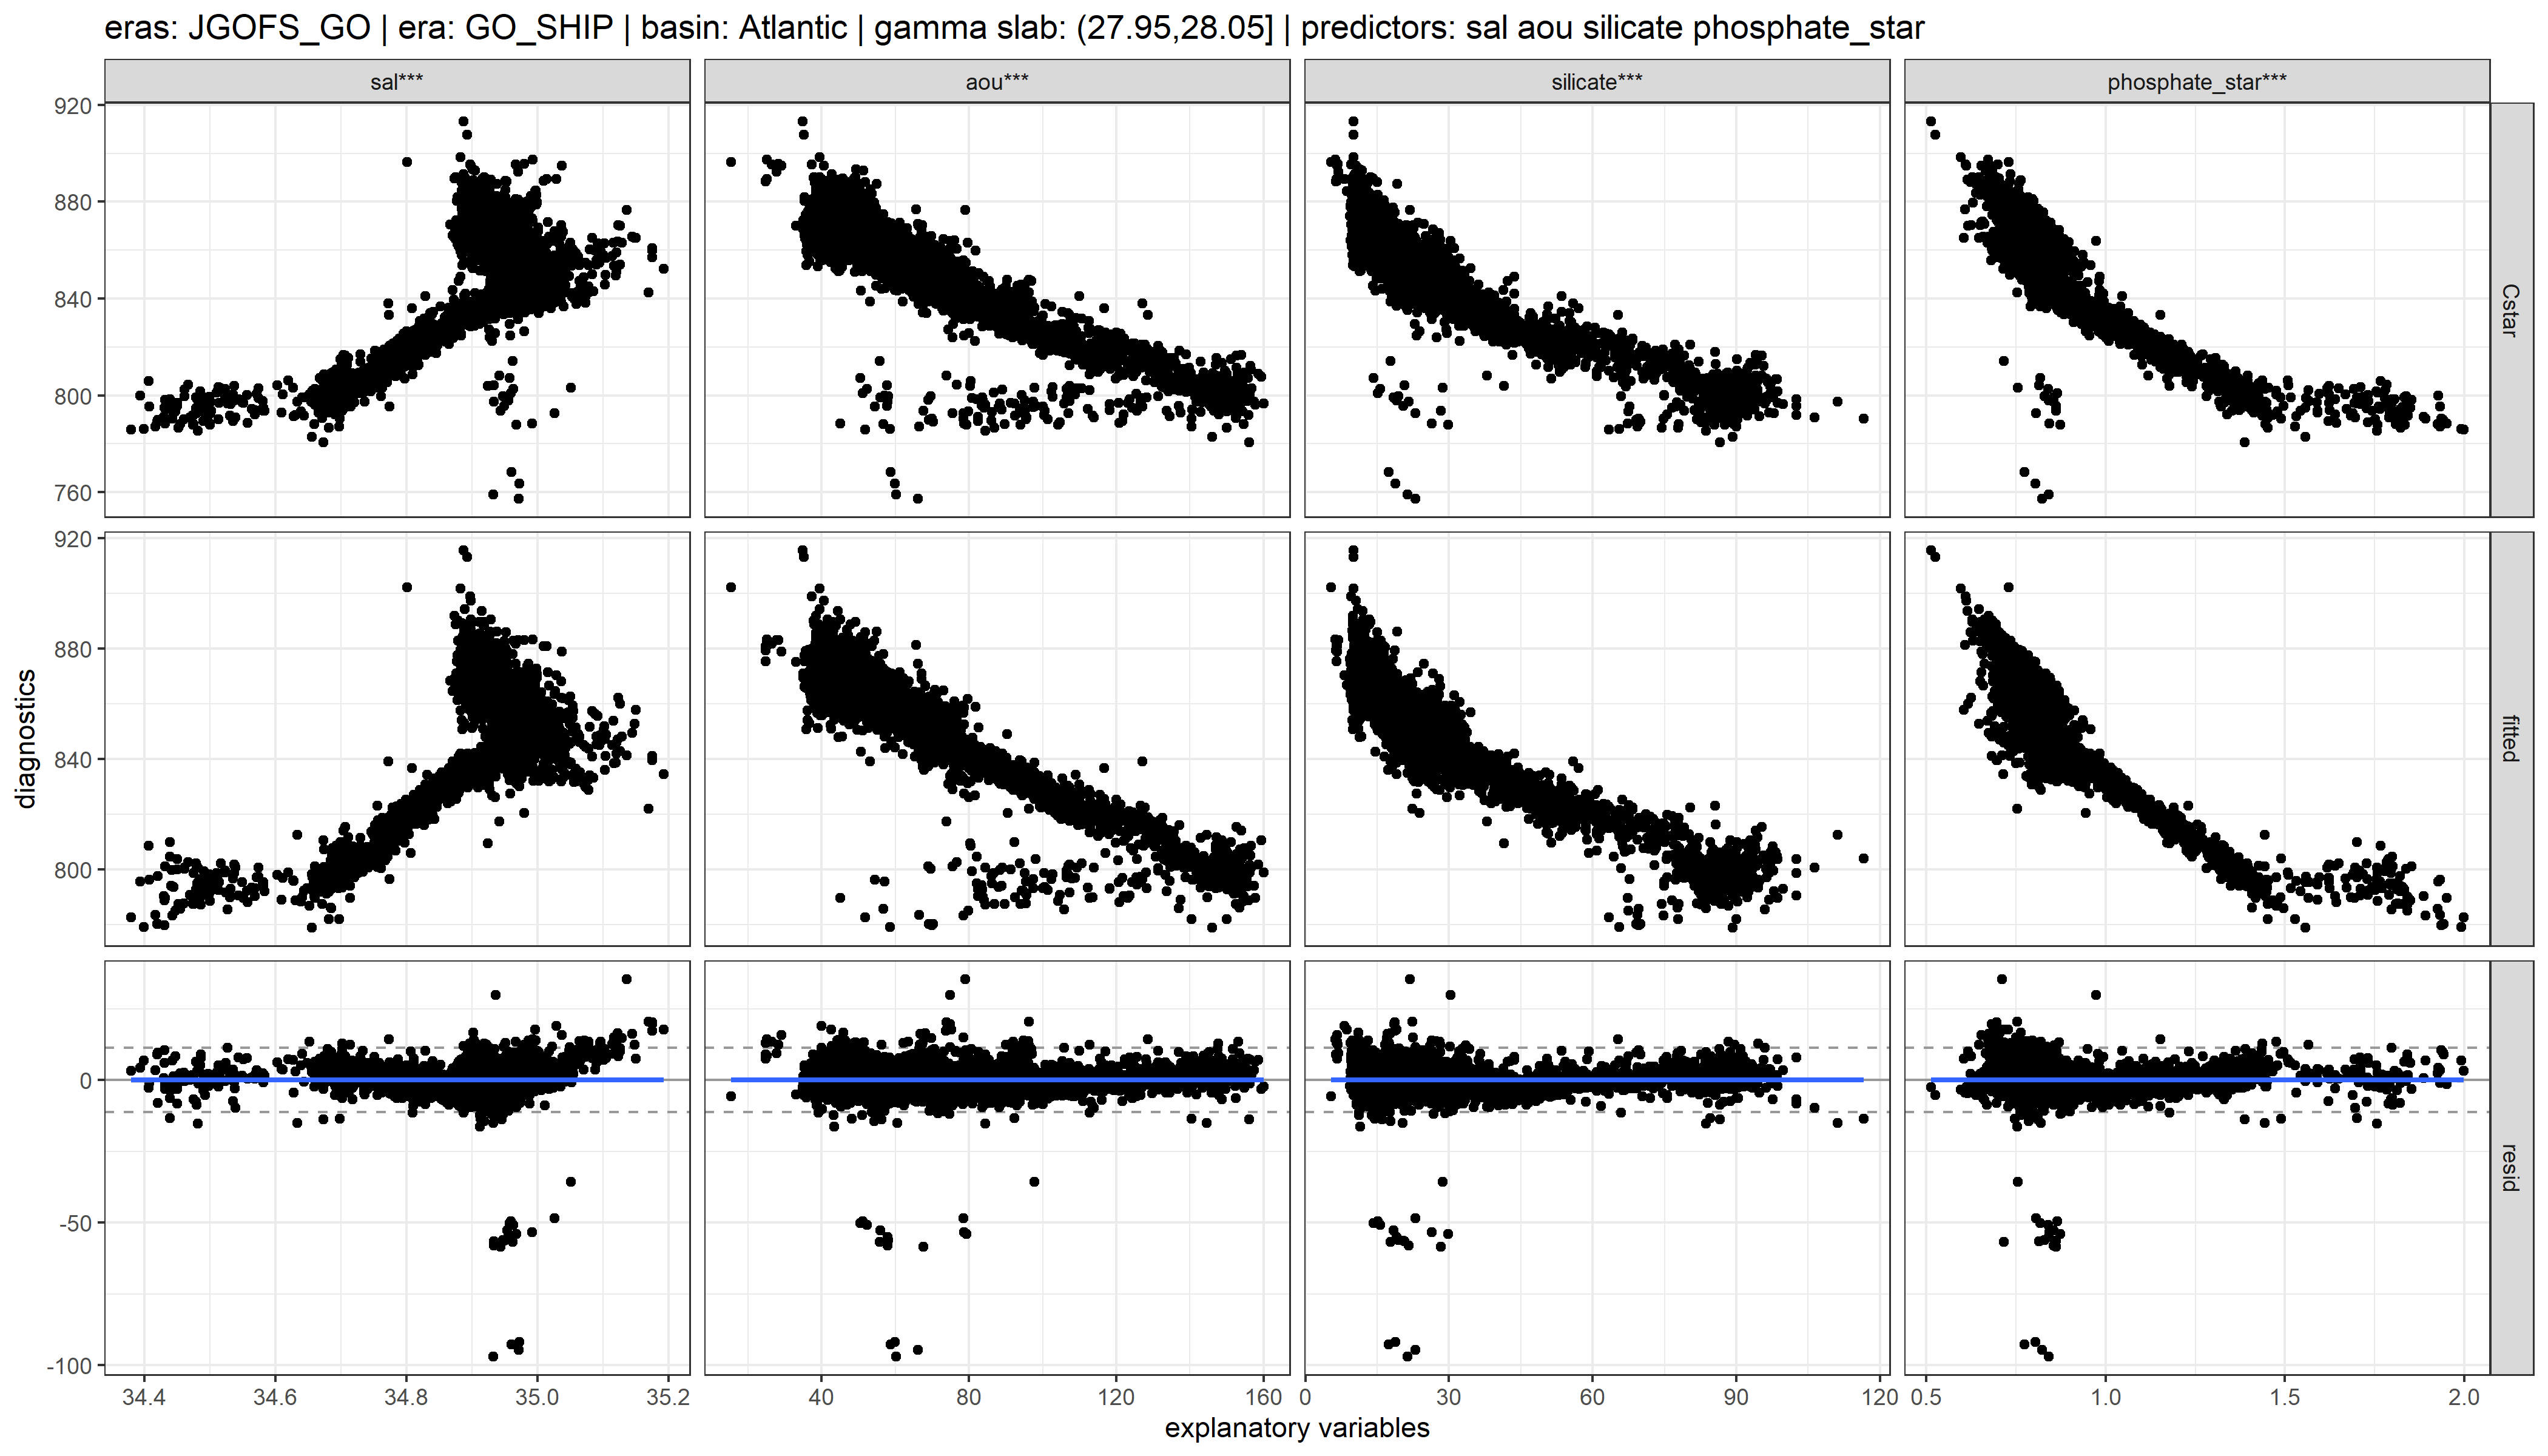 eras: JGOFS_GO | era: GO_SHIP | basin: Atlantic | gamma slab: (27.95,28.05] | predictors: sal aou silicate phosphate_star
sal*** aou*** silicate*** phosphate_star***
920
880
840
800
760
Cstar
920
880
840
800
fitted
diagnostics
0
-50
-100
resid
34.4 34.6 34.8 35.0 35.2 40 80 120 160 0 30 60 90 120 0.5 1.0 1.5 2.0
explanatory variables